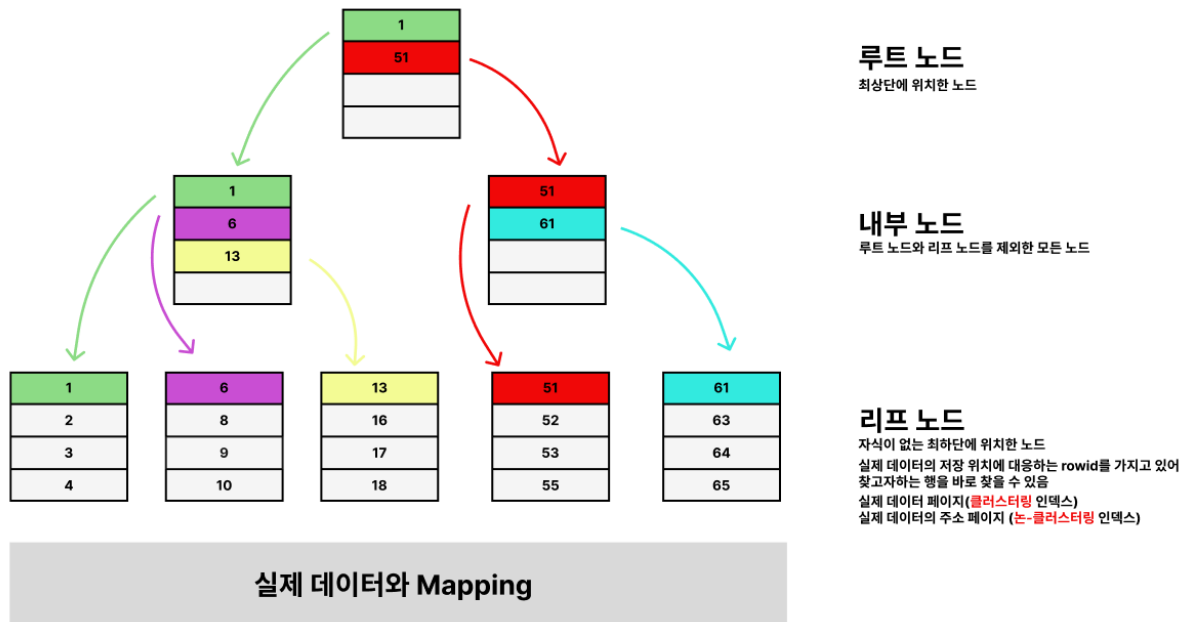 1
51
루트 노드
최상단에 위치한 노드
1
6
13
51
61
내부 노드
루트 노드와 리프 노드를 제외한 모든 노드
1
2
3
4
6
8
9
10
13
16
17
18
51
52
53
55
61
63
64
65
리프 노드
자식이 없는 최하단에 위치한 노드
실제 데이터의 저장 위치에 대응하는 rowid를 가지고 있어
찾고자하는 행을 바로 찾을 수 있음
실제 데이터 페이지(클러스터링 인덱스)
실제 데이터의 주소 페이지 (논-클러스터링 인덱스)
실제 데이터와 Mapping